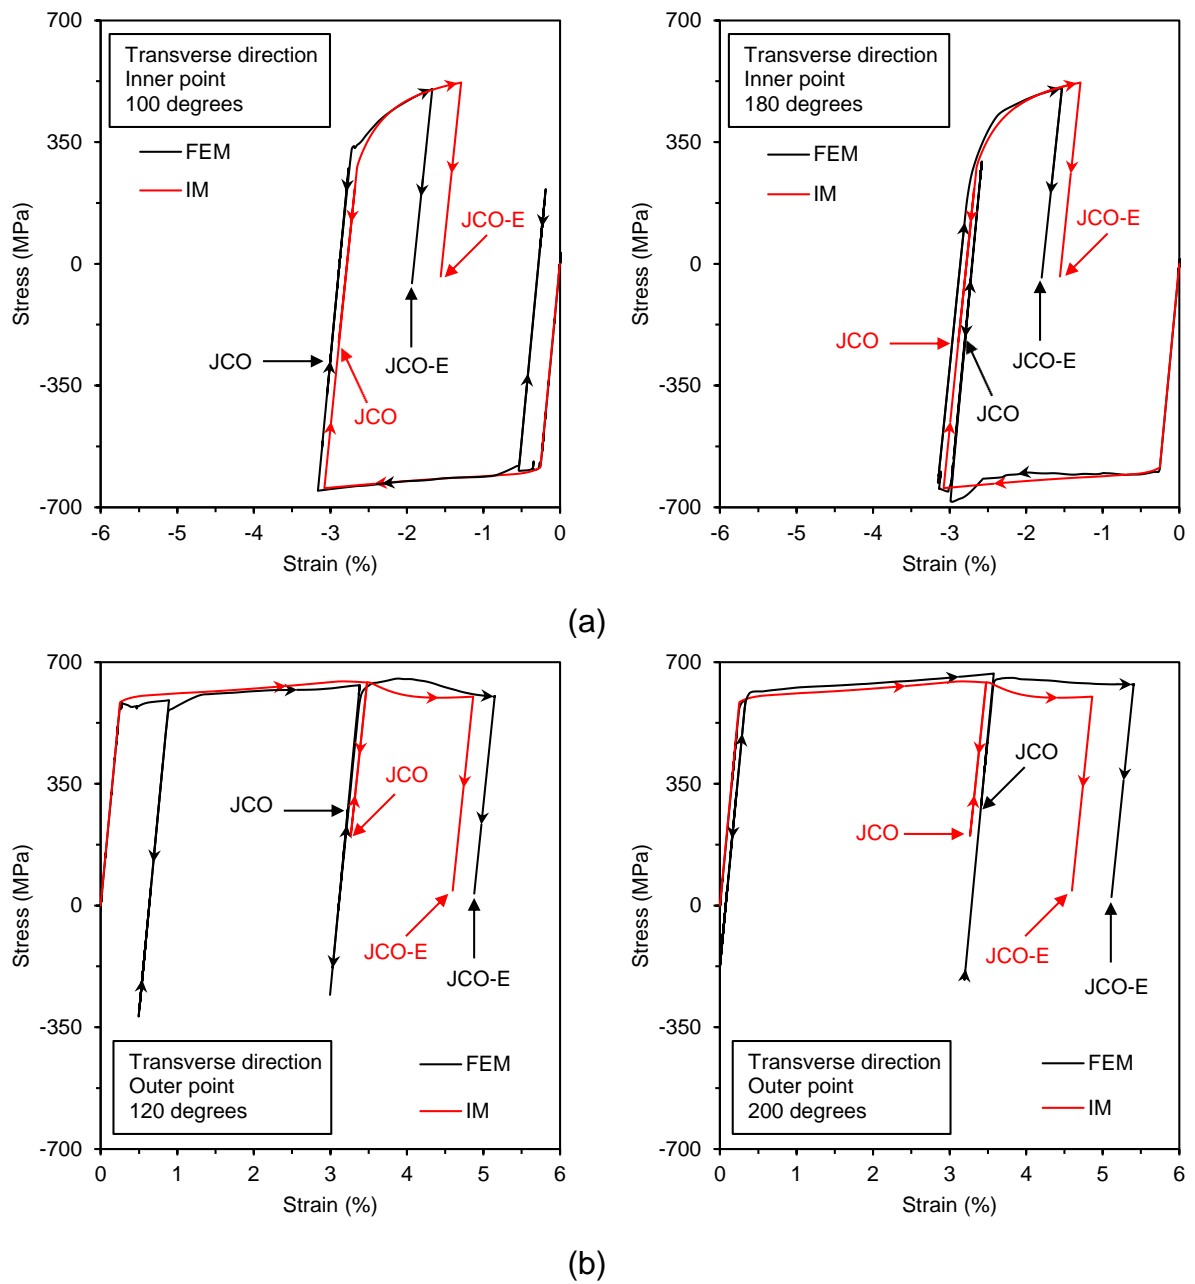 700
350
0
-350
-700
Stress (MPa)
Transverse direction
Inner point
100 degrees
FEM
IM
JCO-E
JCO
JCO-E
JCO
-6
-5
-4
-3
-2
-1
0
Strain (%)
700
350
0
-350
-700
Stress (MPa)
Transverse direction
Inner point
180 degrees
FEM
IM
JCO-E
JCO
JCO-E
JCO
-6
-5
-4
-3
-2
-1
0
Strain (%)
(a)
700
350
0
-350
-700
Stress (MPa)
JCO
JCO
JCO-E
JCO-E
Transverse direction
Outer point
120 degrees
FEM
IM
0
1
2
3
4
5
6
Strain (%)
700
350
0
-350
-700
Stress (MPa)
JCO
JCO
JCO-E
JCO-E
Transverse direction
Outer point
200 degrees
FEM
IM
0
1
2
3
4
5
6
Strain (%)
(b)